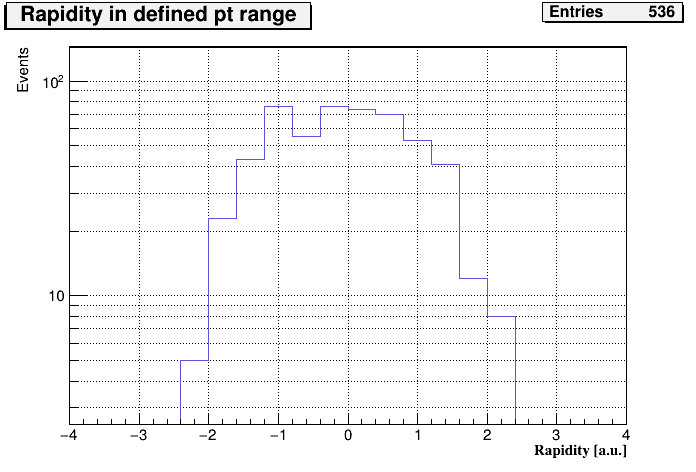 Rapidity in defined pt range
Entries 536
Events
10²
10
−4 −3 −2 −1 0 1 2 3 4
Rapidity [a.u.]